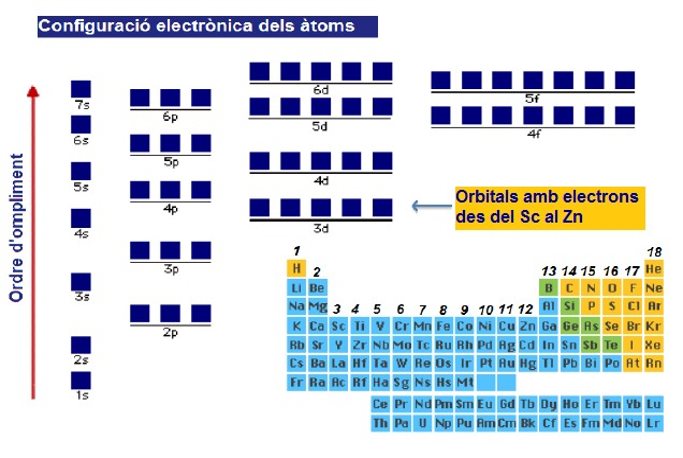 Configuració electrònica dels àtoms
Ordre d'ompliment
7s
6s
5s
4s
3s
2s
1s
6p
5p
4p
3p
2p
6d
5d
4d
3d
5f
4f
Orbitals amb electrons
des del Sc al Zn
1 18
H 2 13 14 15 16 17 He
Li Be B C N O F Ne
Na Mg 3 4 5 6 7 8 9 10 11 12 Al Si P S Cl Ar
K Ca Sc Ti V Cr Mn Fe Co Ni Cu Zn Ga Ge As Se Br Kr
Rb Sr Y Zr Nb Mo Tc Ru Rh Pd Ag Cd In Sn Sb Te I Xe
Cs Ba La Hf Ta W Re Os Ir Pt Au Hg Tl Pb Bi Po At Rn
Fr Ra Ac Rf Ha Sg Ns Hs Mt
Ce Pr Nd Pm Sm Eu Gd Tb Dy Ho Er Tm Yb Lu
Th Pa U Np Pu Am Cm Bk Cf Es Fm Md No Lr